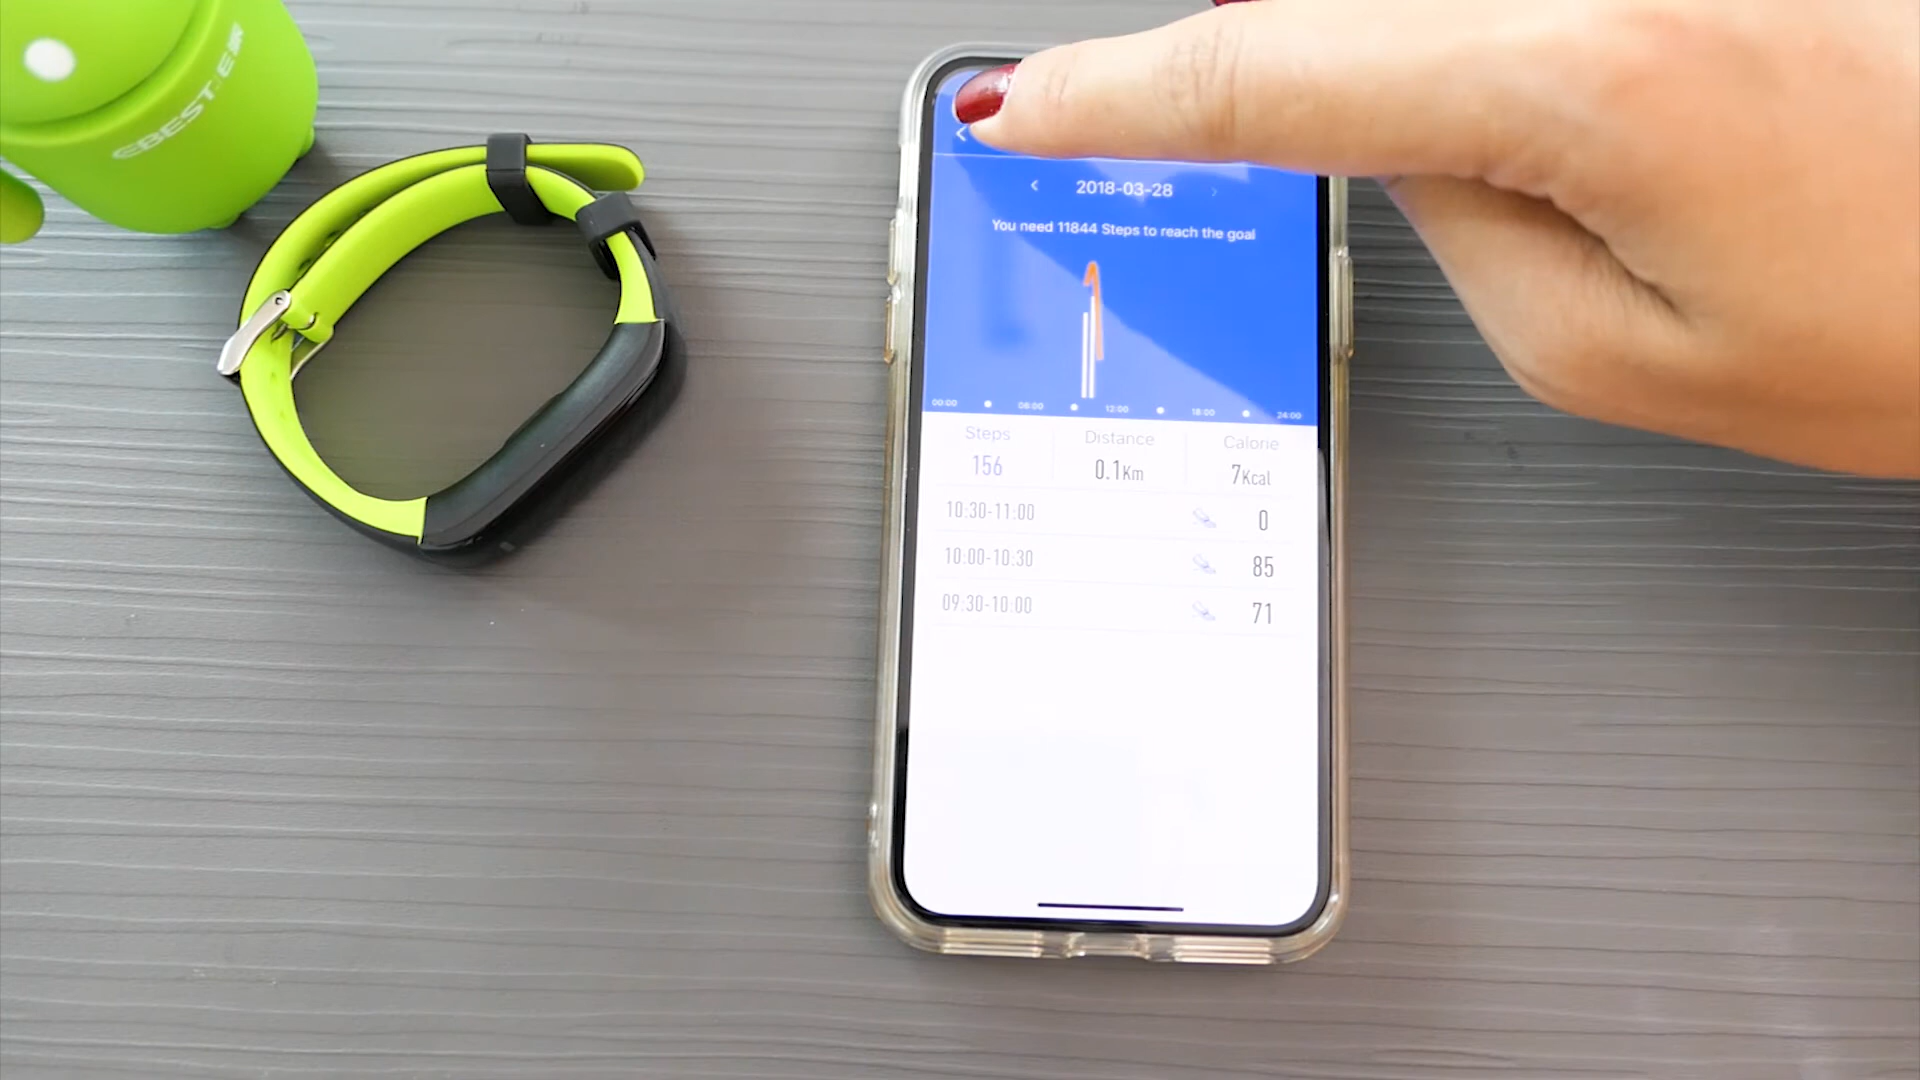 EBESTIER
2018-03-28
You need 11844 Steps to reach the goal
00:00 06:00 12:00 18:00 24:00
Steps Distance Calorie
156 0.1Km 7Kcal
10:30-11:00 0
10:00-10:30 85
09:30-10:00 71